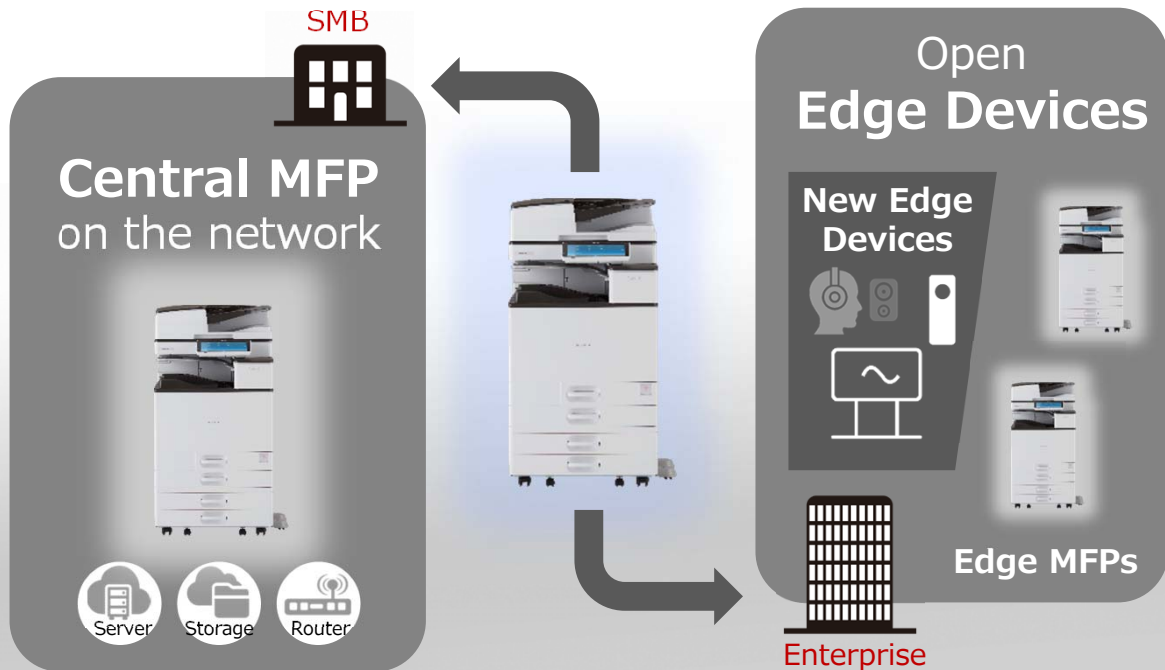 SMB
Central MFP
on the network
Server
Storage
Router
Open
Edge Devices
New Edge
Devices
Edge MFPs
Enterprise